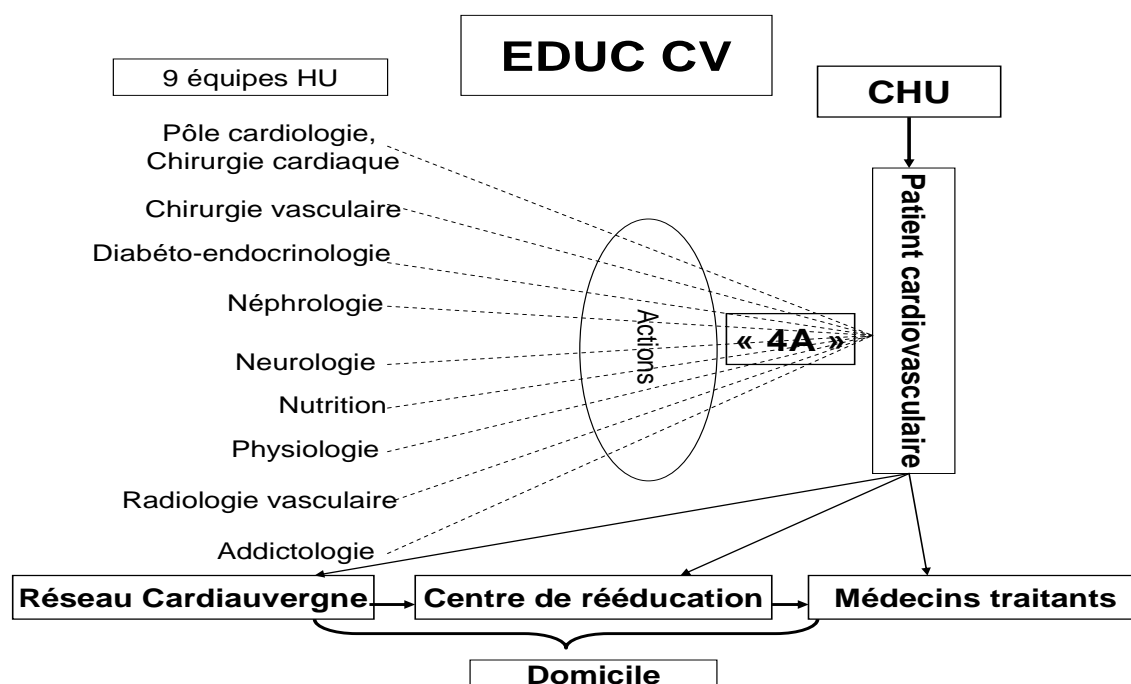 EDUC CV
9 équipes HU
CHU
Pôle cardiologie,
Chirurgie cardiaque
Chirurgie vasculaire
Diabéto-endocrinologie
Néphrologie
Neurologie
Nutrition
Physiologie
Radiologie vasculaire
Addictologie
Actions
« 4A »
Patient cardiovasculaire
Réseau Cardiauvergne
Centre de rééducation
Médecins traitants
Domicile